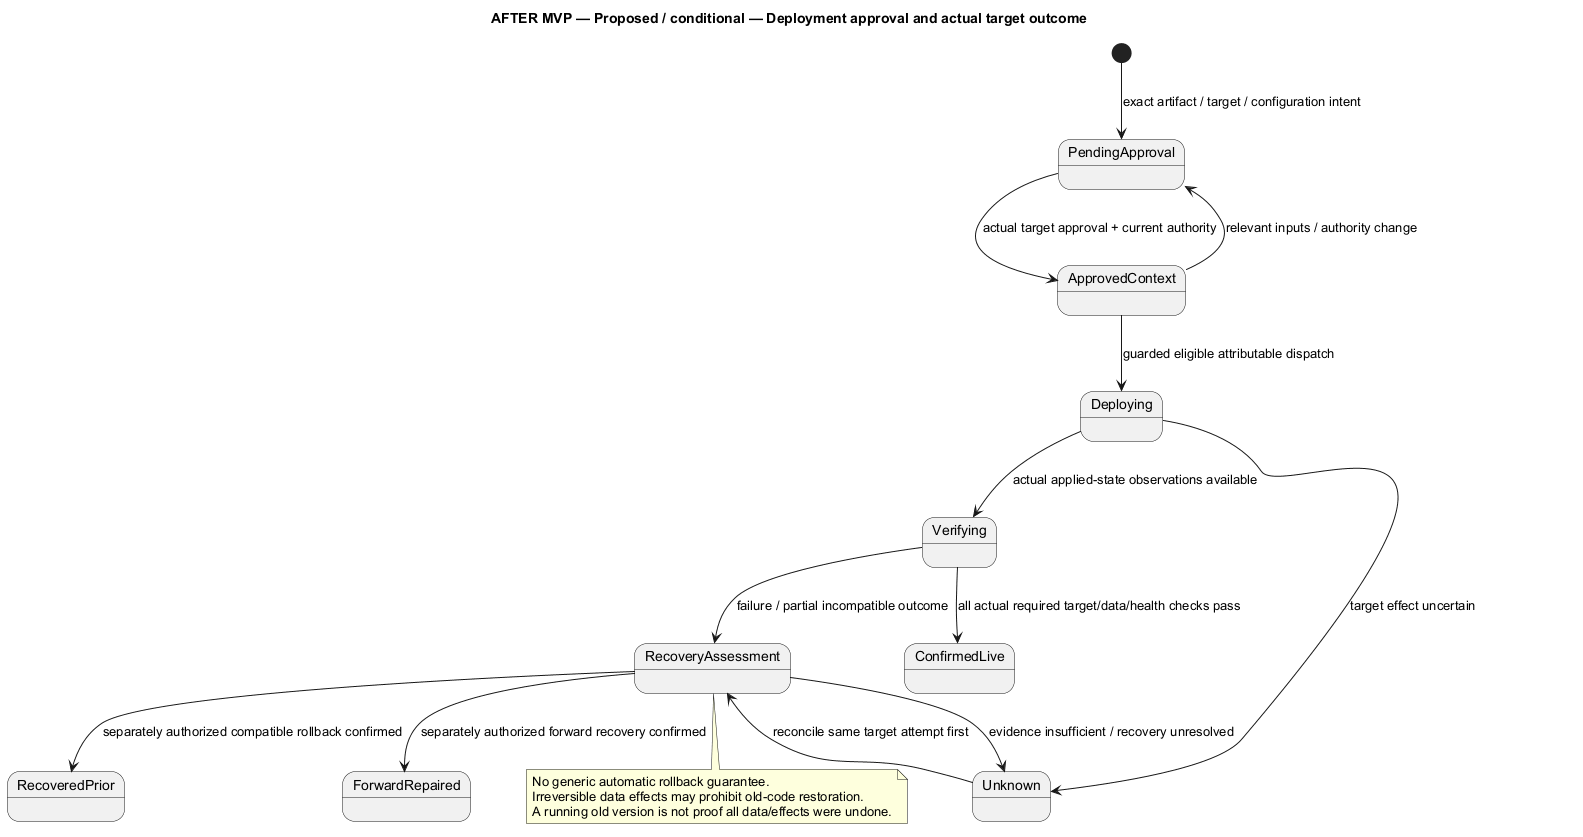 AFTER MVP — Proposed / conditional — Deployment approval and actual target outcome
exact artifact / target / configuration intent
PendingApproval
actual target approval + current authority
relevant inputs / authority change
ApprovedContext
guarded eligible attributable dispatch
Deploying
actual applied-state observations available
Verifying
failure / partial incompatible outcome
all actual required target/data/health checks pass
target effect uncertain
RecoveryAssessment
ConfirmedLive
separately authorized compatible rollback confirmed
separately authorized forward recovery confirmed
reconcile same target attempt first
evidence insufficient / recovery unresolved
RecoveredPrior
ForwardRepaired
No generic automatic rollback guarantee.
Irreversible data effects may prohibit old-code restoration.
A running old version is not proof all data/effects were undone.
Unknown